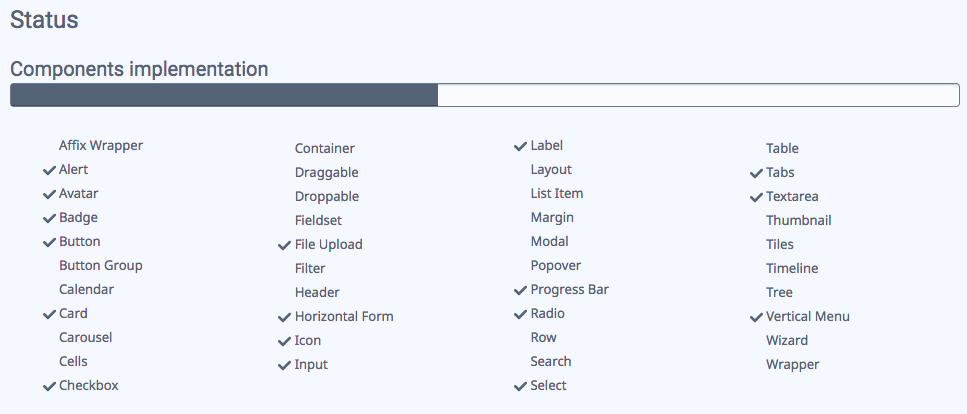 Status
Components implementation
Affix Wrapper
Alert
Avatar
Badge
Button
Button Group
Calendar
Card
Carousel
Cells
Checkbox
Container
Draggable
Droppable
Fieldset
File Upload
Filter
Header
Horizontal Form
Icon
Input
Label
Layout
List Item
Margin
Modal
Popover
Progress Bar
Radio
Row
Search
Select
Table
Tabs
Textarea
Thumbnail
Tiles
Timeline
Tree
Vertical Menu
Wizard
Wrapper